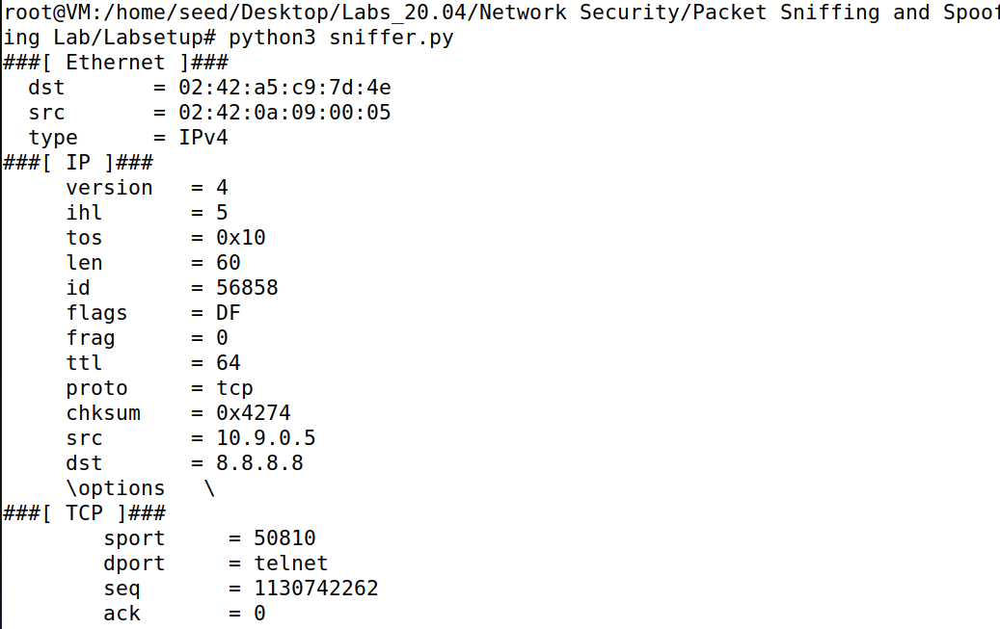 root@VM:/home/seed/Desktop/Labs_20.04/Network Security/Packet Sniffing and Spoof
ing Lab/Labsetup# python3 sniffer.py
###[ Ethernet ]###
  dst       = 02:42:a5:c9:7d:4e
  src       = 02:42:0a:09:00:05
  type      = IPv4
###[ IP ]###
     version   = 4
     ihl       = 5
     tos       = 0x10
     len       = 60
     id        = 56858
     flags     = DF
     frag      = 0
     ttl       = 64
     proto     = tcp
     chksum    = 0x4274
     src       = 10.9.0.5
     dst       = 8.8.8.8
     \options   \
###[ TCP ]###
        sport     = 50810
        dport     = telnet
        seq       = 1130742262
        ack       = 0